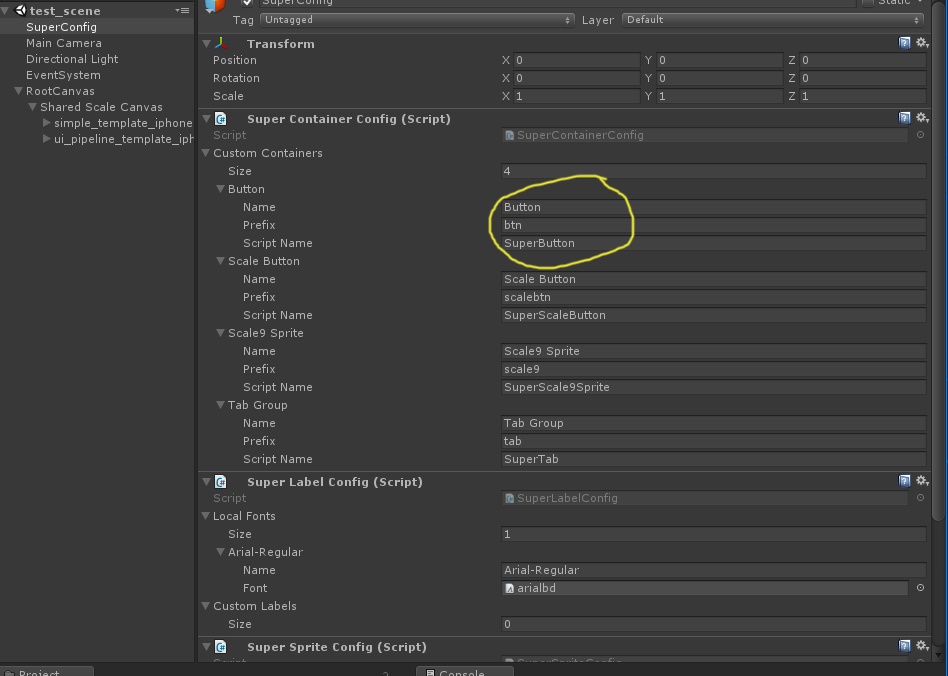 test_scene
SuperConfig
Main Camera
Directional Light
EventSystem
RootCanvas
Shared Scale Canvas
simple_template_iphone
ui_pipeline_template_iph
SuperConfig Static
Tag Untagged Layer Default
Transform
Position X 0 Y 0 Z 0
Rotation X 0 Y 0 Z 0
Scale X 1 Y 1 Z 1
Super Container Config (Script)
Script SuperContainerConfig
Custom Containers
Size 4
Button
Name Button
Prefix btn
Script Name SuperButton
Scale Button
Name Scale Button
Prefix scalebtn
Script Name SuperScaleButton
Scale9 Sprite
Name Scale9 Sprite
Prefix scale9
Script Name SuperScale9Sprite
Tab Group
Name Tab Group
Prefix tab
Script Name SuperTab
Super Label Config (Script)
Script SuperLabelConfig
Local Fonts
Size 1
Arial-Regular
Name Arial-Regular
Font arialbd
Custom Labels
Size 0
Super Sprite Config (Script)
Script SuperSpriteConfig
Project Console